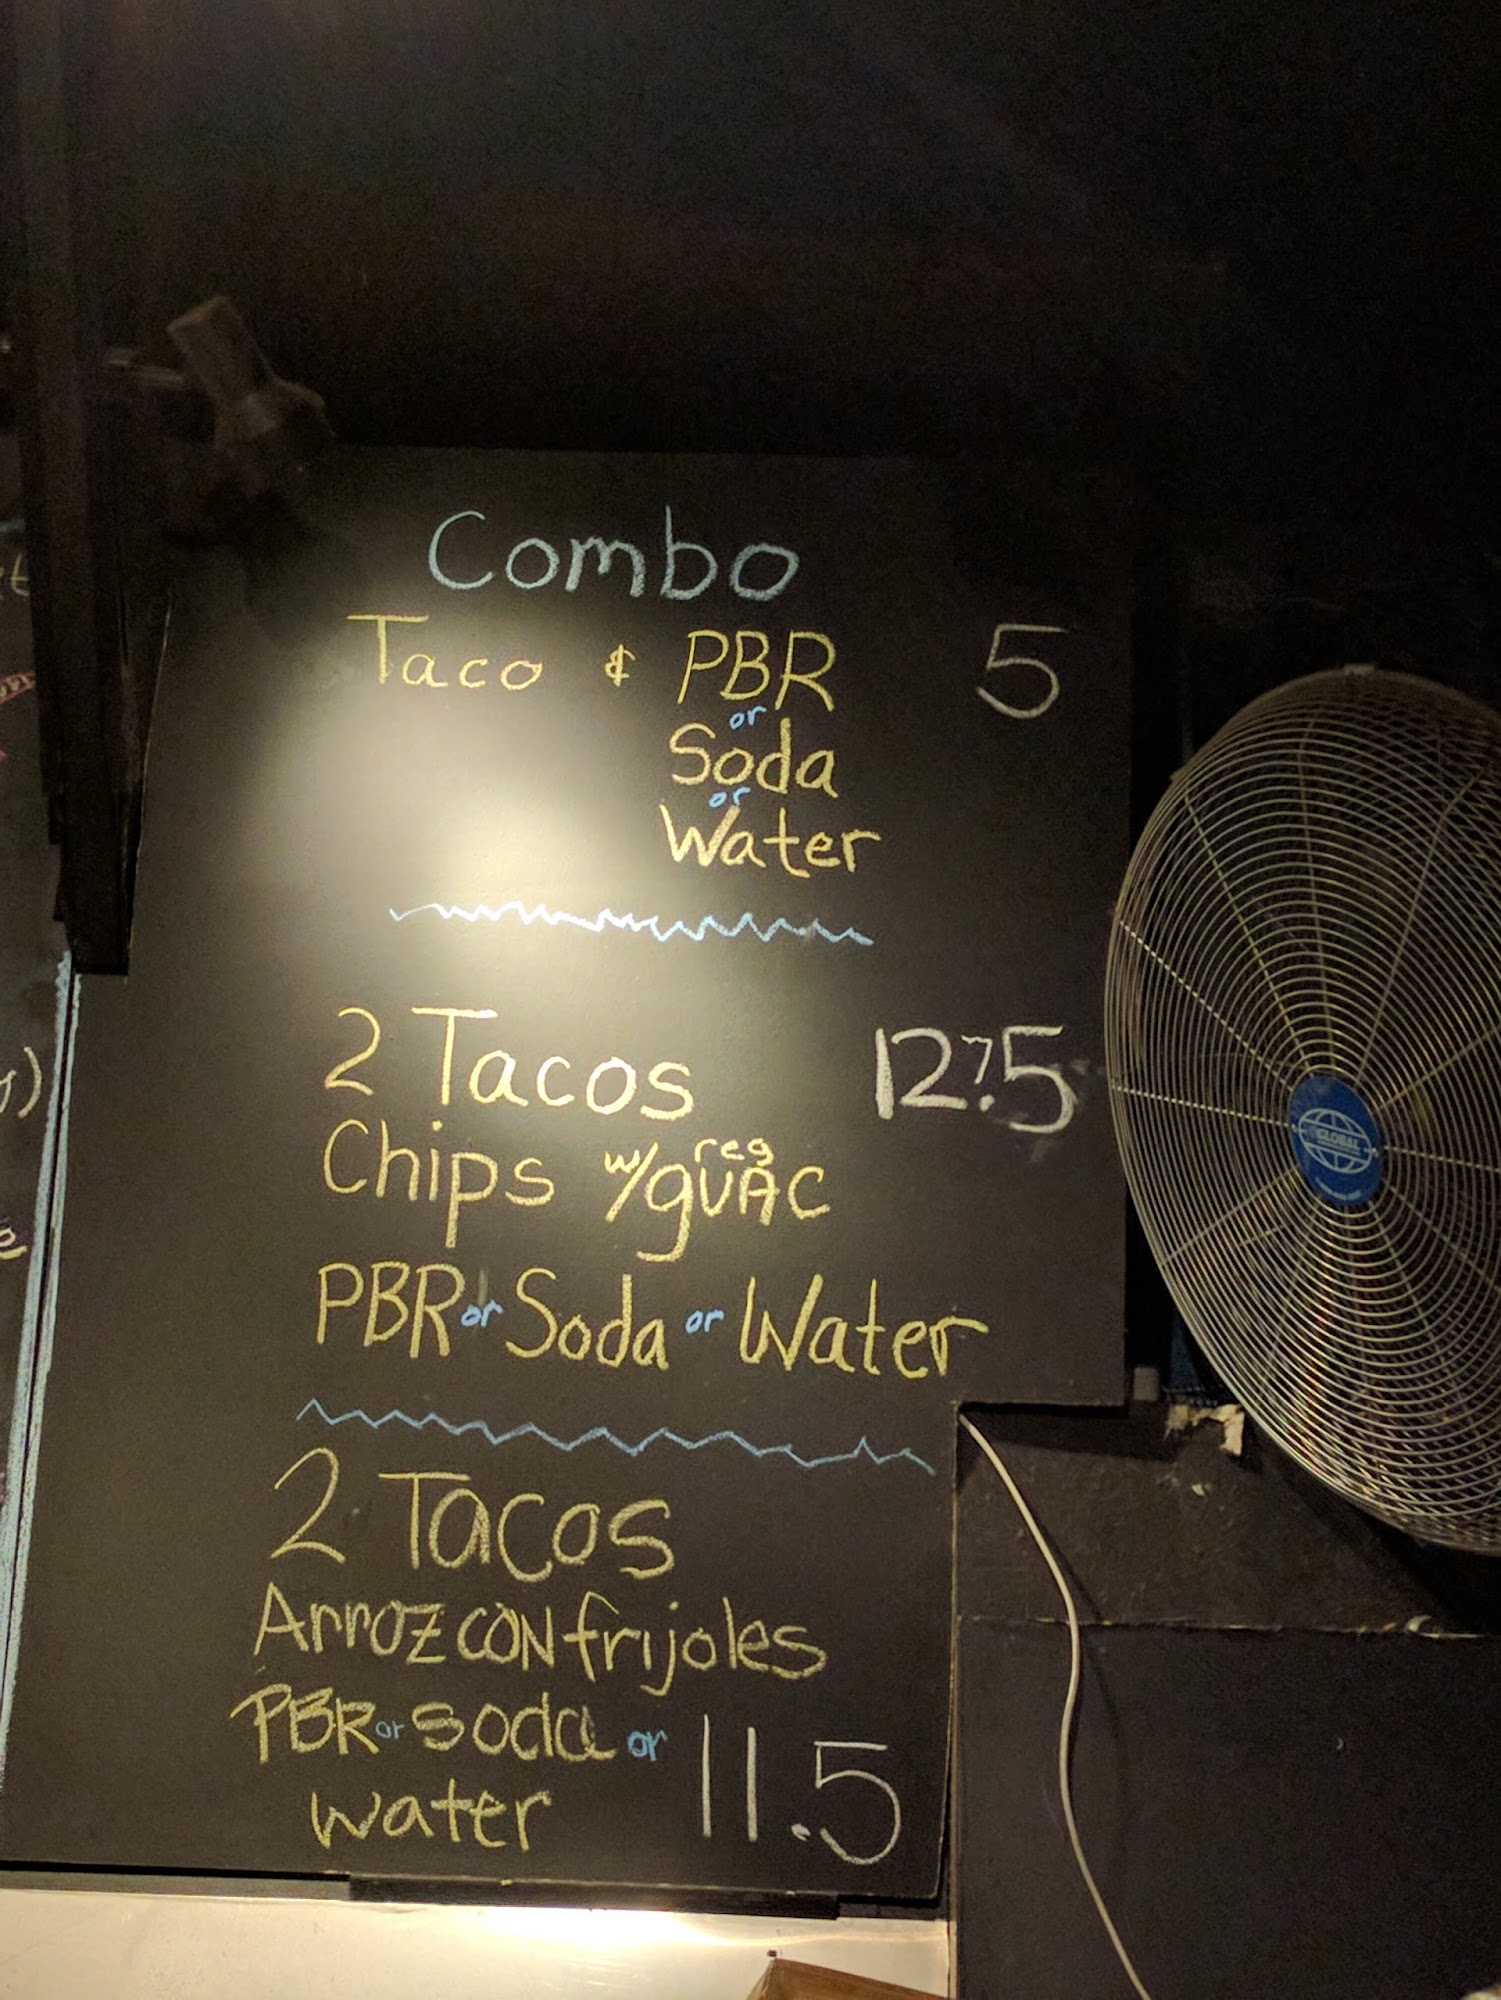 Combo
Taco & PBR 5
or
Soda
or
Water
2 Tacos 12.75
Chips w/ reg guac
PBR or Soda or Water
2 Tacos
Arroz con frijoles
PBR or soda or
water 11.5
GLOBAL